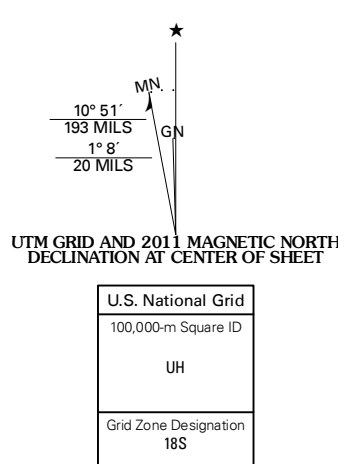 ★
MN
10° 51´
193 MILS
GN
1° 8´
20 MILS
UTM GRID AND 2011 MAGNETIC NORTH
DECLINATION AT CENTER OF SHEET
U.S. National Grid
100,000-m Square ID
UH
Grid Zone Designation
18S